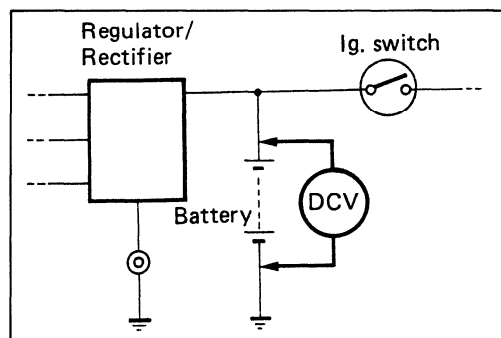 Regulator/
Rectifier
Ig. switch
Battery
DCV